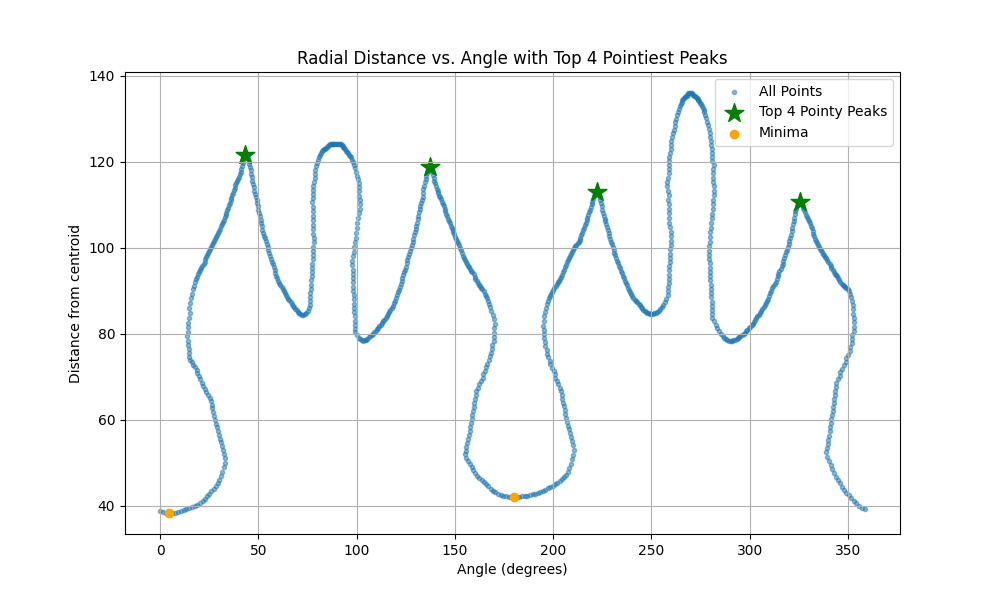 Radial Distance vs. Angle with Top 4 Pointiest Peaks
All Points
Top 4 Pointy Peaks
Minima
Distance from centroid
140
120
100
80
60
40
0 50 100 150 200 250 300 350
Angle (degrees)